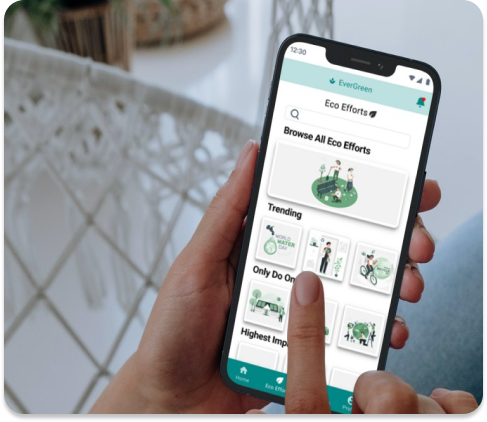 12:30
EverGreen
Eco Efforts
Browse All Eco Efforts
Trending
WORLD
WATER
DAY
Only Do On
Highest Imp
Home
Eco Eff